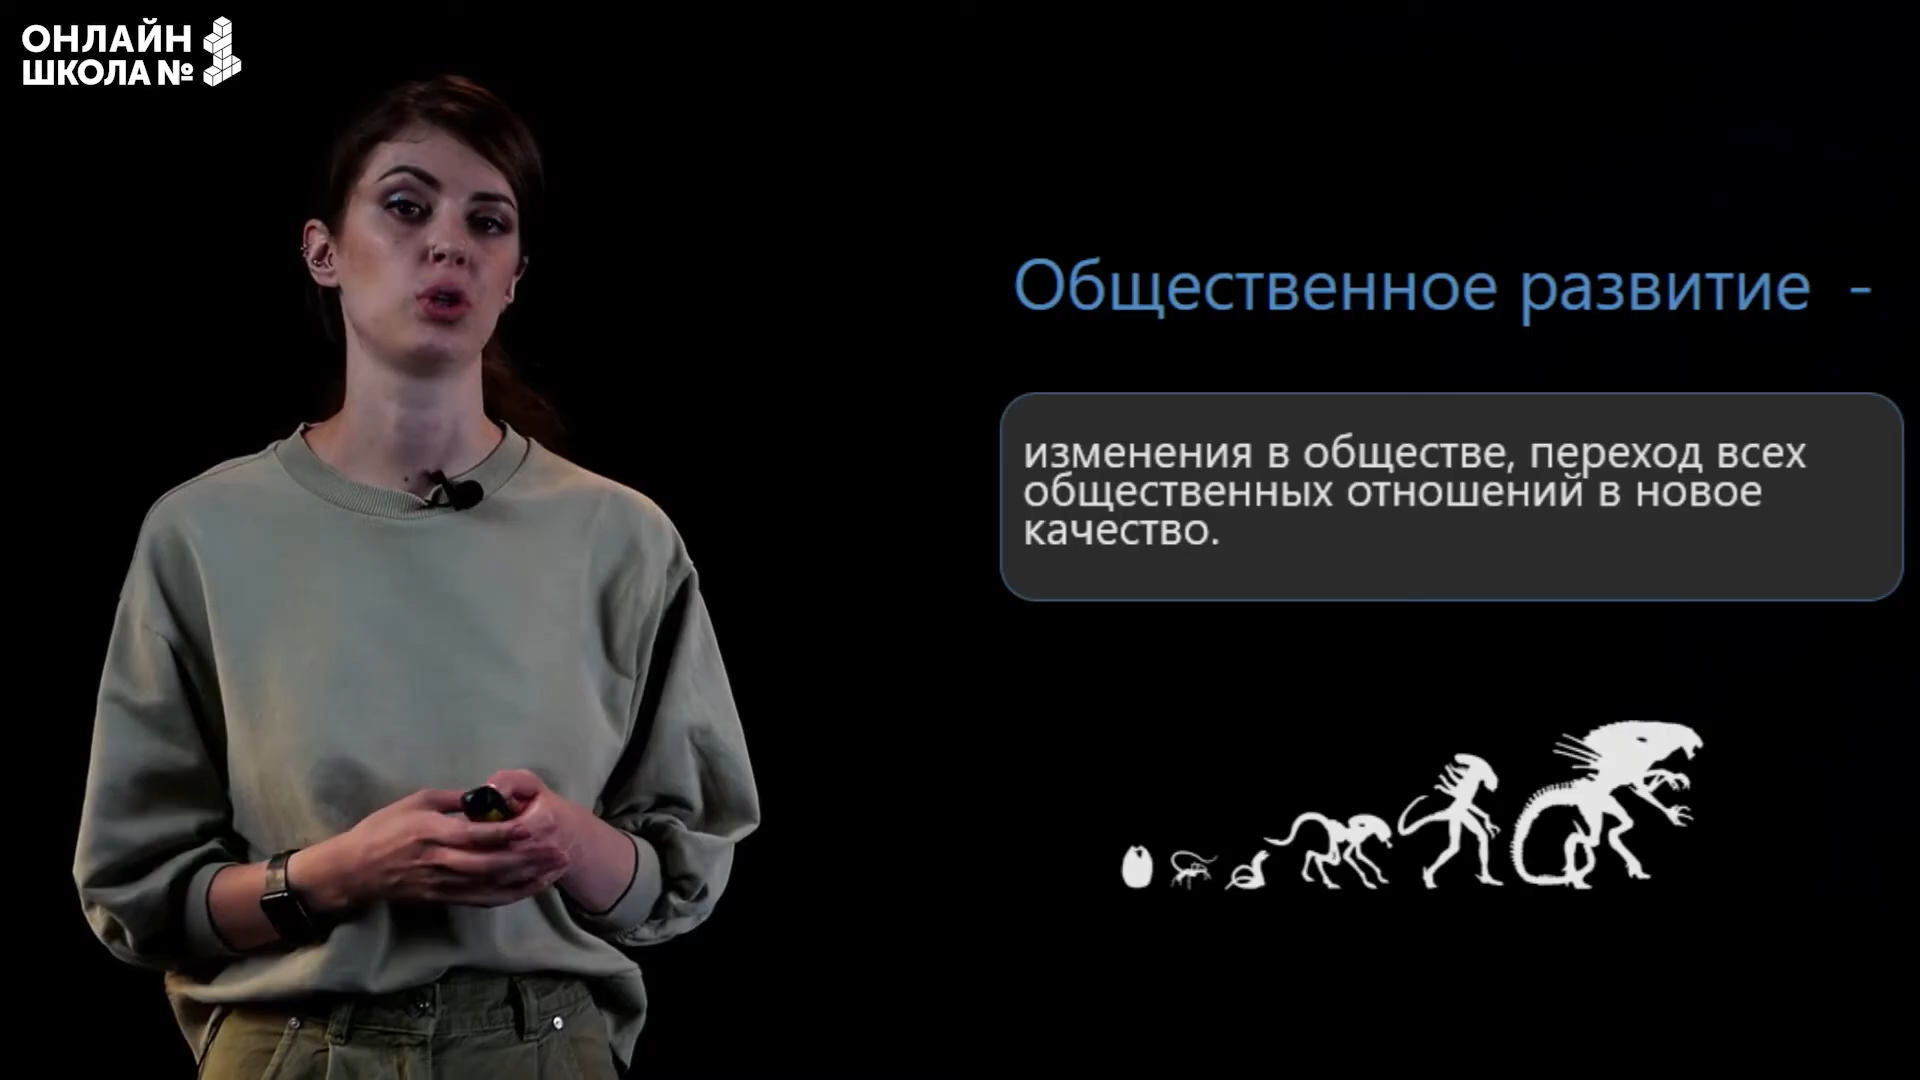 ОНЛАЙН
ШКОЛА №
Общественное развитие -
изменения в обществе, переход всех
общественных отношений в новое
качество.